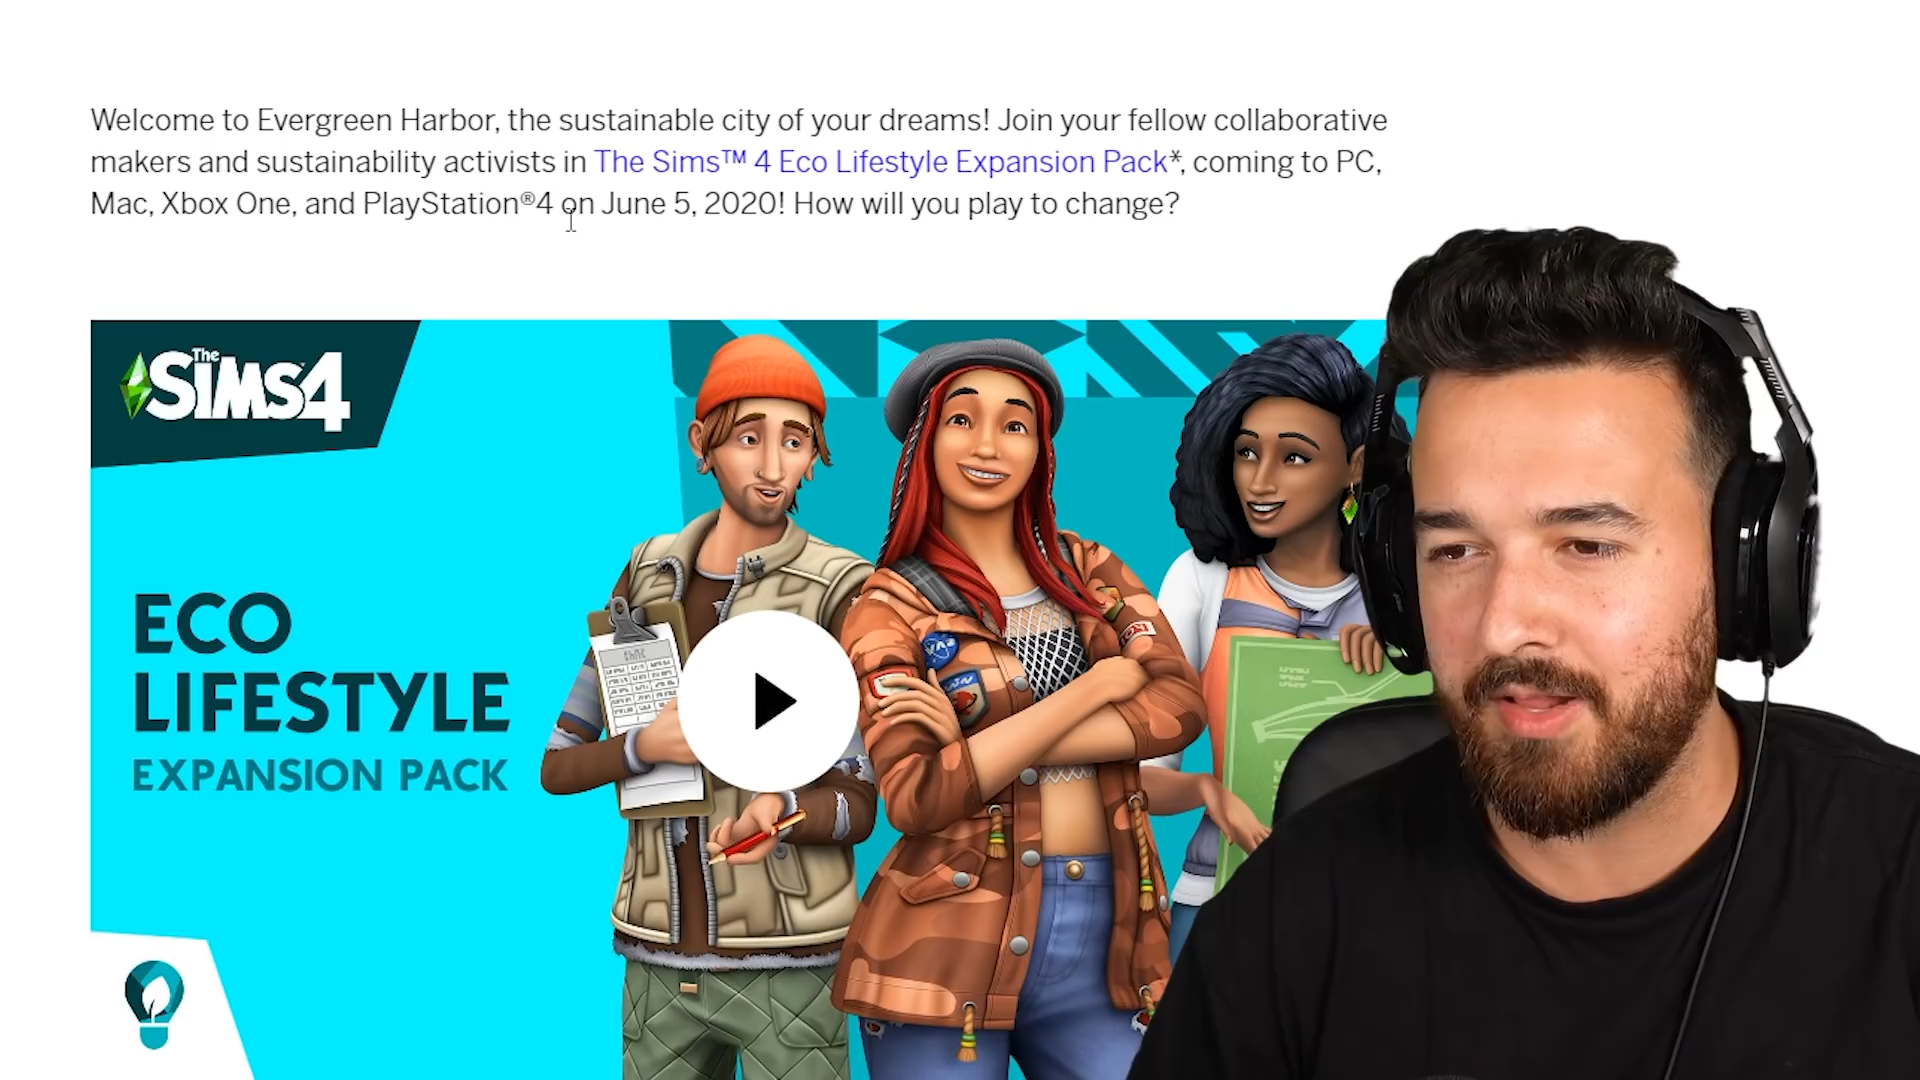 Welcome to Evergreen Harbor, the sustainable city of your dreams! Join your fellow collaborative
makers and sustainability activists in The Sims™ 4 Eco Lifestyle Expansion Pack*, coming to PC,
Mac, Xbox One, and PlayStation®4 on June 5, 2020! How will you play to change?
The
SIMS4
ECO
LIFESTYLE
EXPANSION PACK